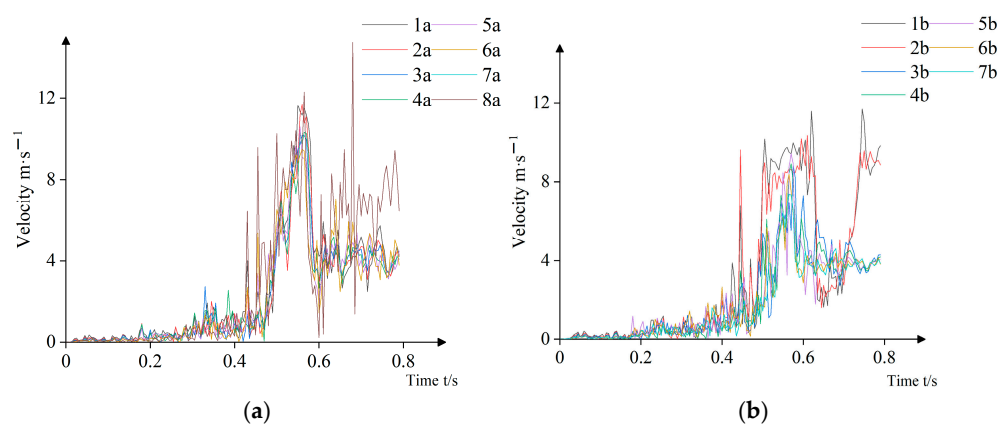 1a 5a
2a 6a
3a 7a
4a 8a
Velocity m·s⁻¹
12
8
4
0
0 0.2 0.4 0.6 0.8
Time t/s
(a)
1b 5b
2b 6b
3b 7b
4b
Velocity m·s⁻¹
12
8
4
0
0 0.2 0.4 0.6 0.8
Time t/s
(b)